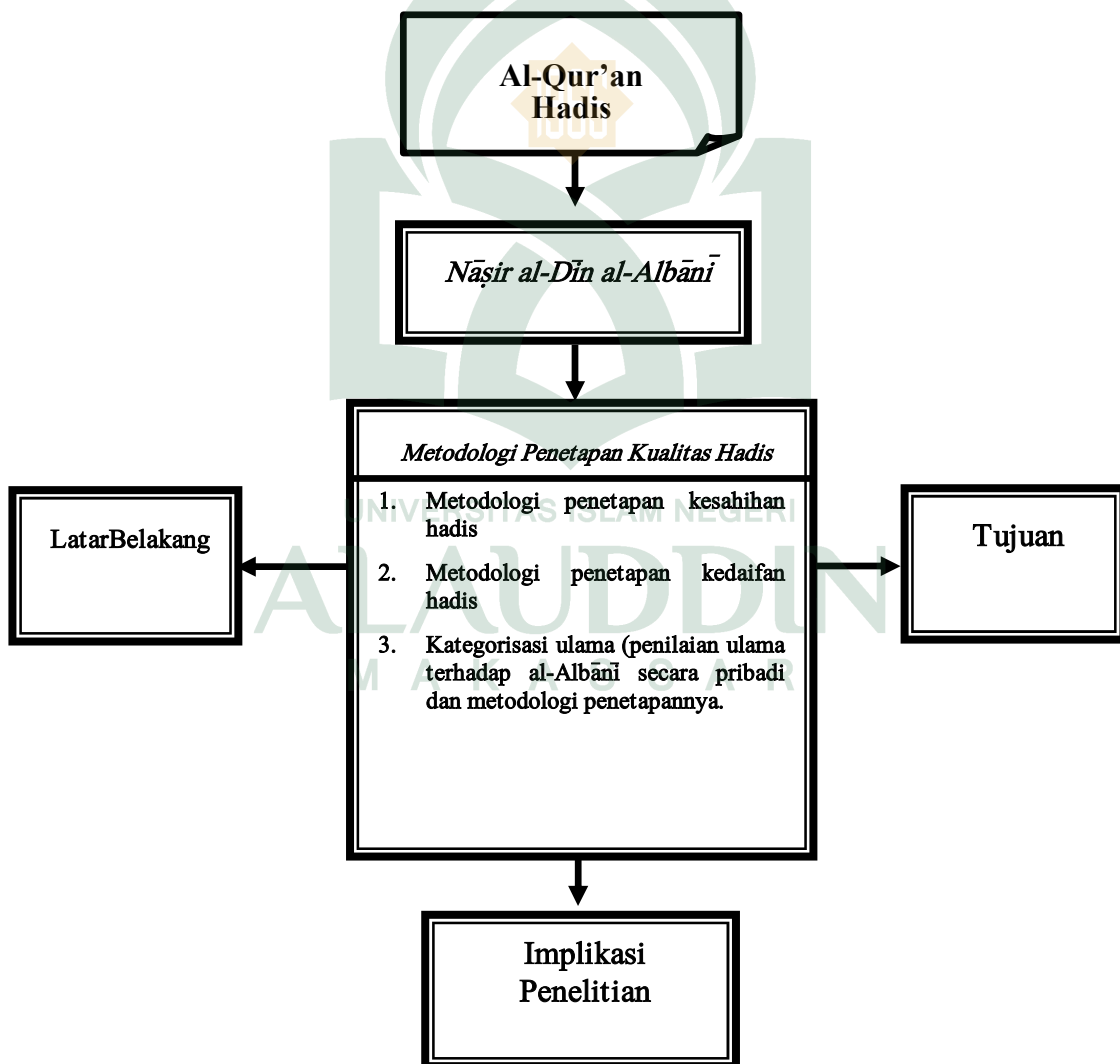 Al-Qur’an
Hadis
1965
Nāṣir al-Dīn al-Albānī
Metodologi Penetapan Kualitas Hadis
1. Metodologi penetapan kesahihan
hadis
2. Metodologi penetapan kedaifan
hadis
3. Kategorisasi ulama (penilaian ulama
terhadap al-Albānī secara pribadi
dan metodologi penetapannya.
LatarBelakang
Tujuan
UNIVERSITAS ISLAM NEGERI
ALAUDDIN
MAKASSAR
Implikasi
Penelitian